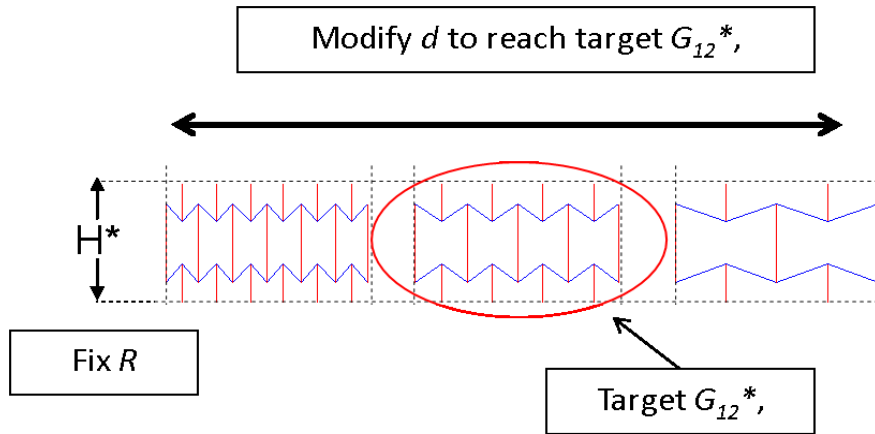 Modify d to reach target G12*,
H*
Fix R
Target G12*,